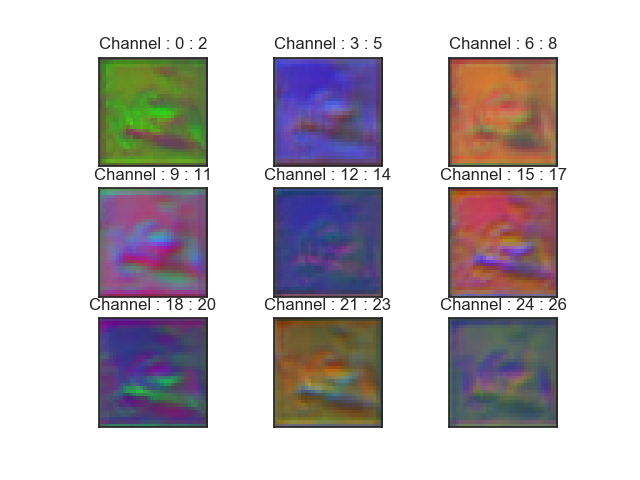 Channel : 0 : 2
Channel : 3 : 5
Channel : 6 : 8
Channel : 9 : 11
Channel : 12 : 14
Channel : 15 : 17
Channel : 18 : 20
Channel : 21 : 23
Channel : 24 : 26